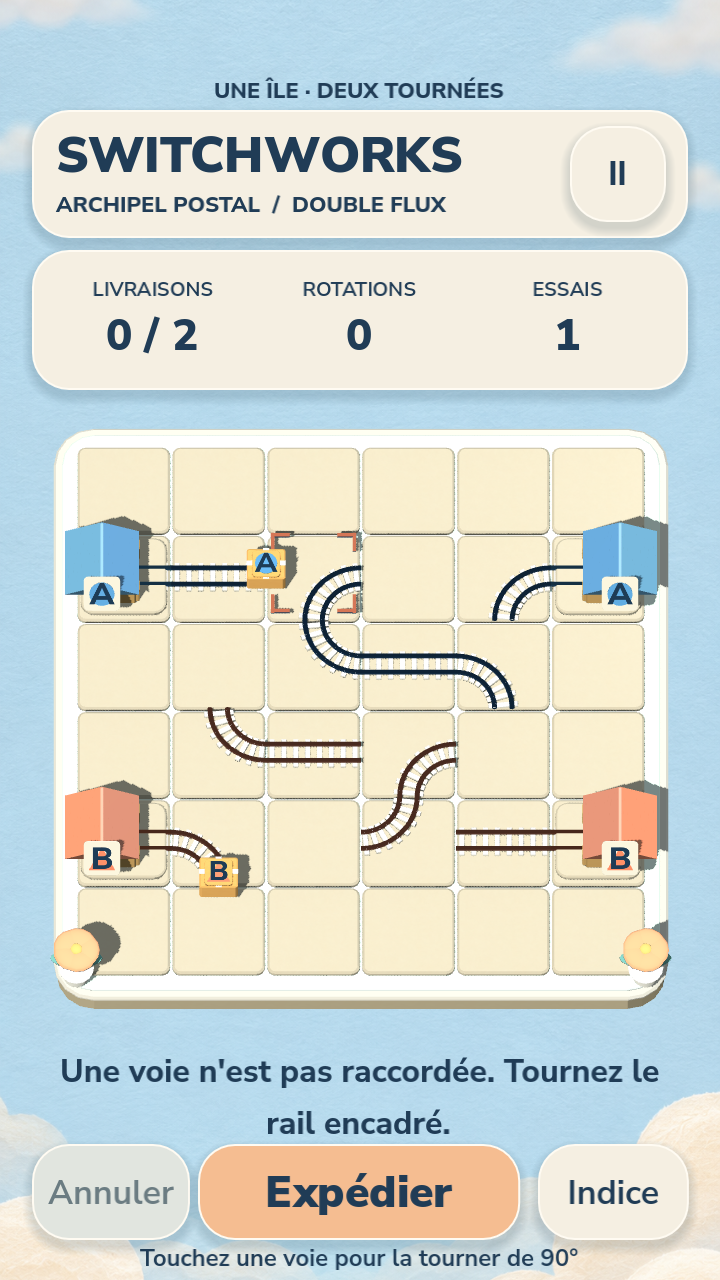 UNE ÎLE · DEUX TOURNÉES
SWITCHWORKS
ARCHIPEL POSTAL / DOUBLE FLUX
II
LIVRAISONS
ROTATIONS
ESSAIS
0 / 2
0
1
A
A
A
B
B
B
Une voie n'est pas raccordée. Tournez le
rail encadré.
Annuler
Expédier
Indice
Touchez une voie pour la tourner de 90°